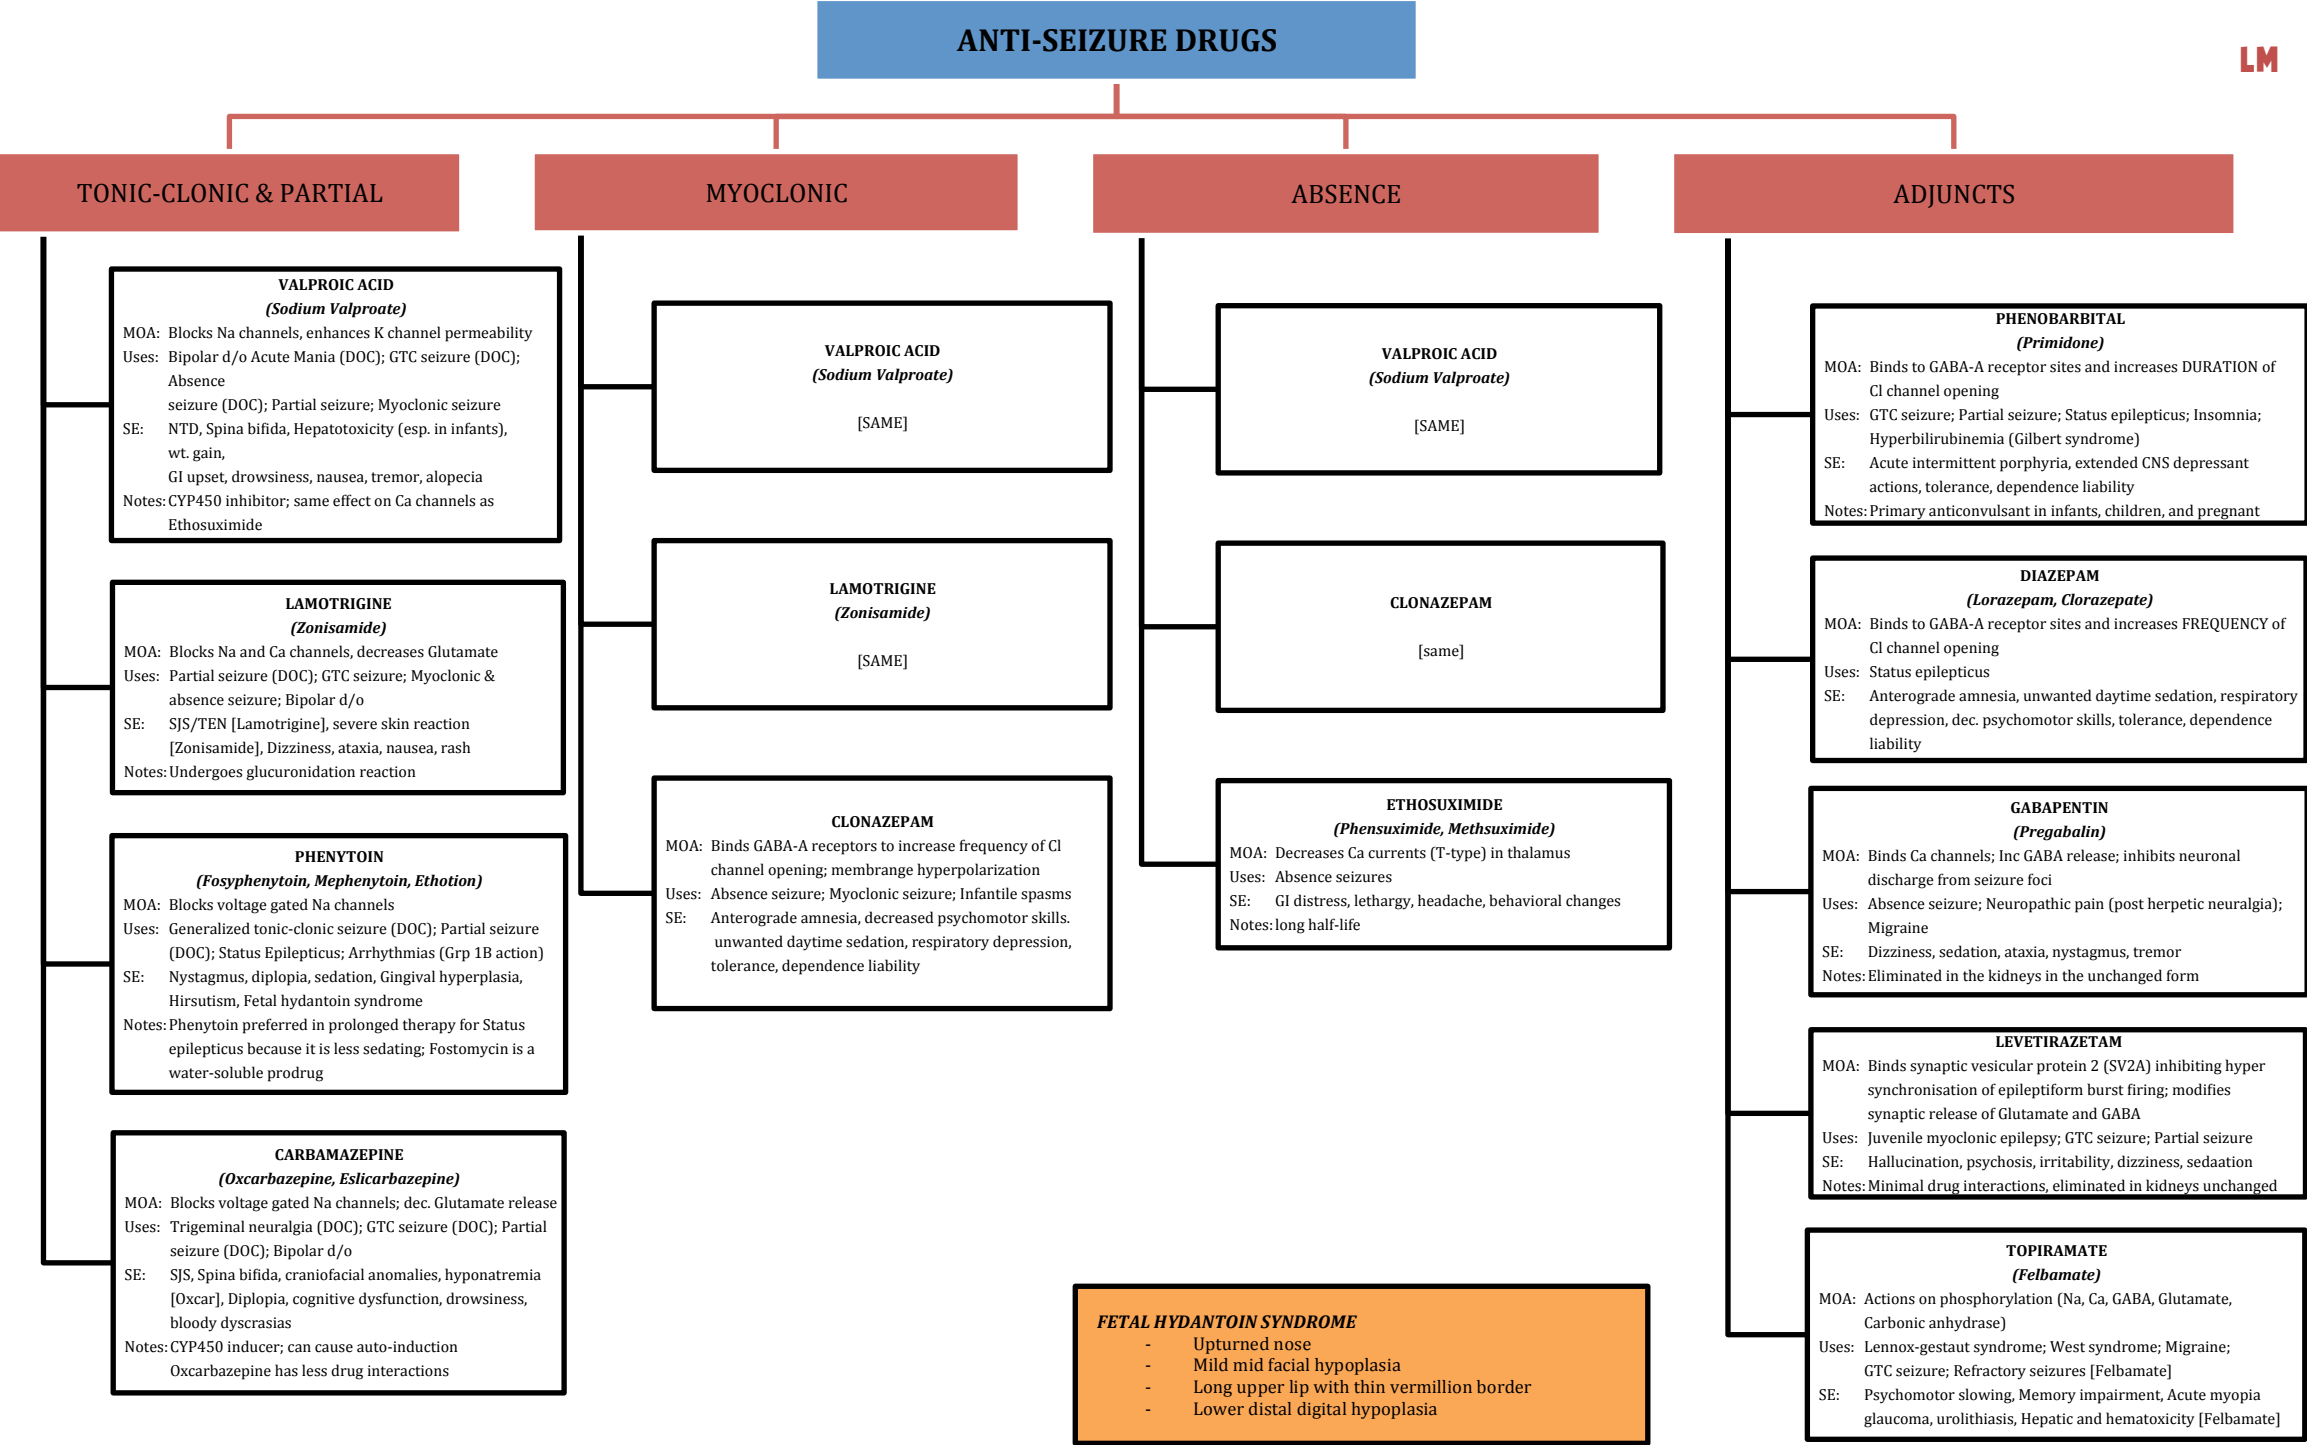 ANTI-SEIZURE DRUGS
LM
TONIC-CLONIC & PARTIAL
MYOCLONIC
ABSENCE
ADJUNCTS
VALPROIC ACID
(Sodium Valproate)
MOA: Blocks Na channels, enhances K channel permeability
Uses: Bipolar d/o Acute Mania (DOC); GTC seizure (DOC);
Absence
seizure (DOC); Partial seizure; Myoclonic seizure
SE: NTD, Spina bifida, Hepatotoxicity (esp. in infants),
wt. gain,
GI upset, drowsiness, nausea, tremor, alopecia
Notes: CYP450 inhibitor; same effect on Ca channels as
Ethosuximide
LAMOTRIGINE
(Zonisamide)
MOA: Blocks Na and Ca channels, decreases Glutamate
Uses: Partial seizure (DOC); GTC seizure; Myoclonic &
absence seizure; Bipolar d/o
SE: SJS/TEN [Lamotrigine], severe skin reaction
[Zonisamide], Dizziness, ataxia, nausea, rash
Notes: Undergoes glucuronidation reaction
PHENYTOIN
(Fosyphenytoin, Mephenytoin, Ethotion)
MOA: Blocks voltage gated Na channels
Uses: Generalized tonic-clonic seizure (DOC); Partial seizure
(DOC); Status Epilepticus; Arrhythmias (Grp 1B action)
SE: Nystagmus, diplopia, sedation, Gingival hyperplasia,
Hirsutism, Fetal hydantoin syndrome
Notes: Phenytoin preferred in prolonged therapy for Status
epilepticus because it is less sedating; Fostomycin is a
water-soluble prodrug
CARBAMAZEPINE
(Oxcarbazepine, Eslicarbazepine)
MOA: Blocks voltage gated Na channels; dec. Glutamate release
Uses: Trigeminal neuralgia (DOC); GTC seizure (DOC); Partial
seizure (DOC); Bipolar d/o
SE: SJS, Spina bifida, craniofacial anomalies, hyponatremia
[Oxcar], Diplopia, cognitive dysfunction, drowsiness,
bloody dyscrasias
Notes: CYP450 inducer; can cause auto-induction
Oxcarbazepine has less drug interactions
VALPROIC ACID
(Sodium Valproate)
[SAME]
LAMOTRIGINE
(Zonisamide)
[SAME]
CLONAZEPAM
MOA: Binds GABA-A receptors to increase frequency of Cl
channel opening; membrange hyperpolarization
Uses: Absence seizure; Myoclonic seizure; Infantile spasms
SE: Anterograde amnesia, decreased psychomotor skills.
unwanted daytime sedation, respiratory depression,
tolerance, dependence liability
VALPROIC ACID
(Sodium Valproate)
[SAME]
CLONAZEPAM
[same]
ETHOSUXIMIDE
(Phensuximide, Methsuximide)
MOA: Decreases Ca currents (T-type) in thalamus
Uses: Absence seizures
SE: GI distress, lethargy, headache, behavioral changes
Notes: long half-life
PHENOBARBITAL
(Primidone)
MOA: Binds to GABA-A receptor sites and increases DURATION of
Cl channel opening
Uses: GTC seizure; Partial seizure; Status epilepticus; Insomnia;
Hyperbilirubinemia (Gilbert syndrome)
SE: Acute intermittent porphyria, extended CNS depressant
actions, tolerance, dependence liability
Notes: Primary anticonvulsant in infants, children, and pregnant
DIAZEPAM
(Lorazepam, Clorazepate)
MOA: Binds to GABA-A receptor sites and increases FREQUENCY of
Cl channel opening
Uses: Status epilepticus
SE: Anterograde amnesia, unwanted daytime sedation, respiratory
depression, dec. psychomotor skills, tolerance, dependence
liability
GABAPENTIN
(Pregabalin)
MOA: Binds Ca channels; Inc GABA release; inhibits neuronal
discharge from seizure foci
Uses: Absence seizure; Neuropathic pain (post herpetic neuralgia);
Migraine
SE: Dizziness, sedation, ataxia, nystagmus, tremor
Notes: Eliminated in the kidneys in the unchanged form
LEVETIRAZETAM
MOA: Binds synaptic vesicular protein 2 (SV2A) inhibiting hyper
synchronisation of epileptiform burst firing; modifies
synaptic release of Glutamate and GABA
Uses: Juvenile myoclonic epilepsy; GTC seizure; Partial seizure
SE: Hallucination, psychosis, irritability, dizziness, sedaation
Notes: Minimal drug interactions, eliminated in kidneys unchanged
TOPIRAMATE
(Felbamate)
MOA: Actions on phosphorylation (Na, Ca, GABA, Glutamate,
Carbonic anhydrase)
Uses: Lennox-gestaut syndrome; West syndrome; Migraine;
GTC seizure; Refractory seizures [Felbamate]
SE: Psychomotor slowing, Memory impairment, Acute myopia
glaucoma, urolithiasis, Hepatic and hematoxicity [Felbamate]
FETAL HYDANTOIN SYNDROME
- Upturned nose
- Mild mid facial hypoplasia
- Long upper lip with thin vermillion border
- Lower distal digital hypoplasia